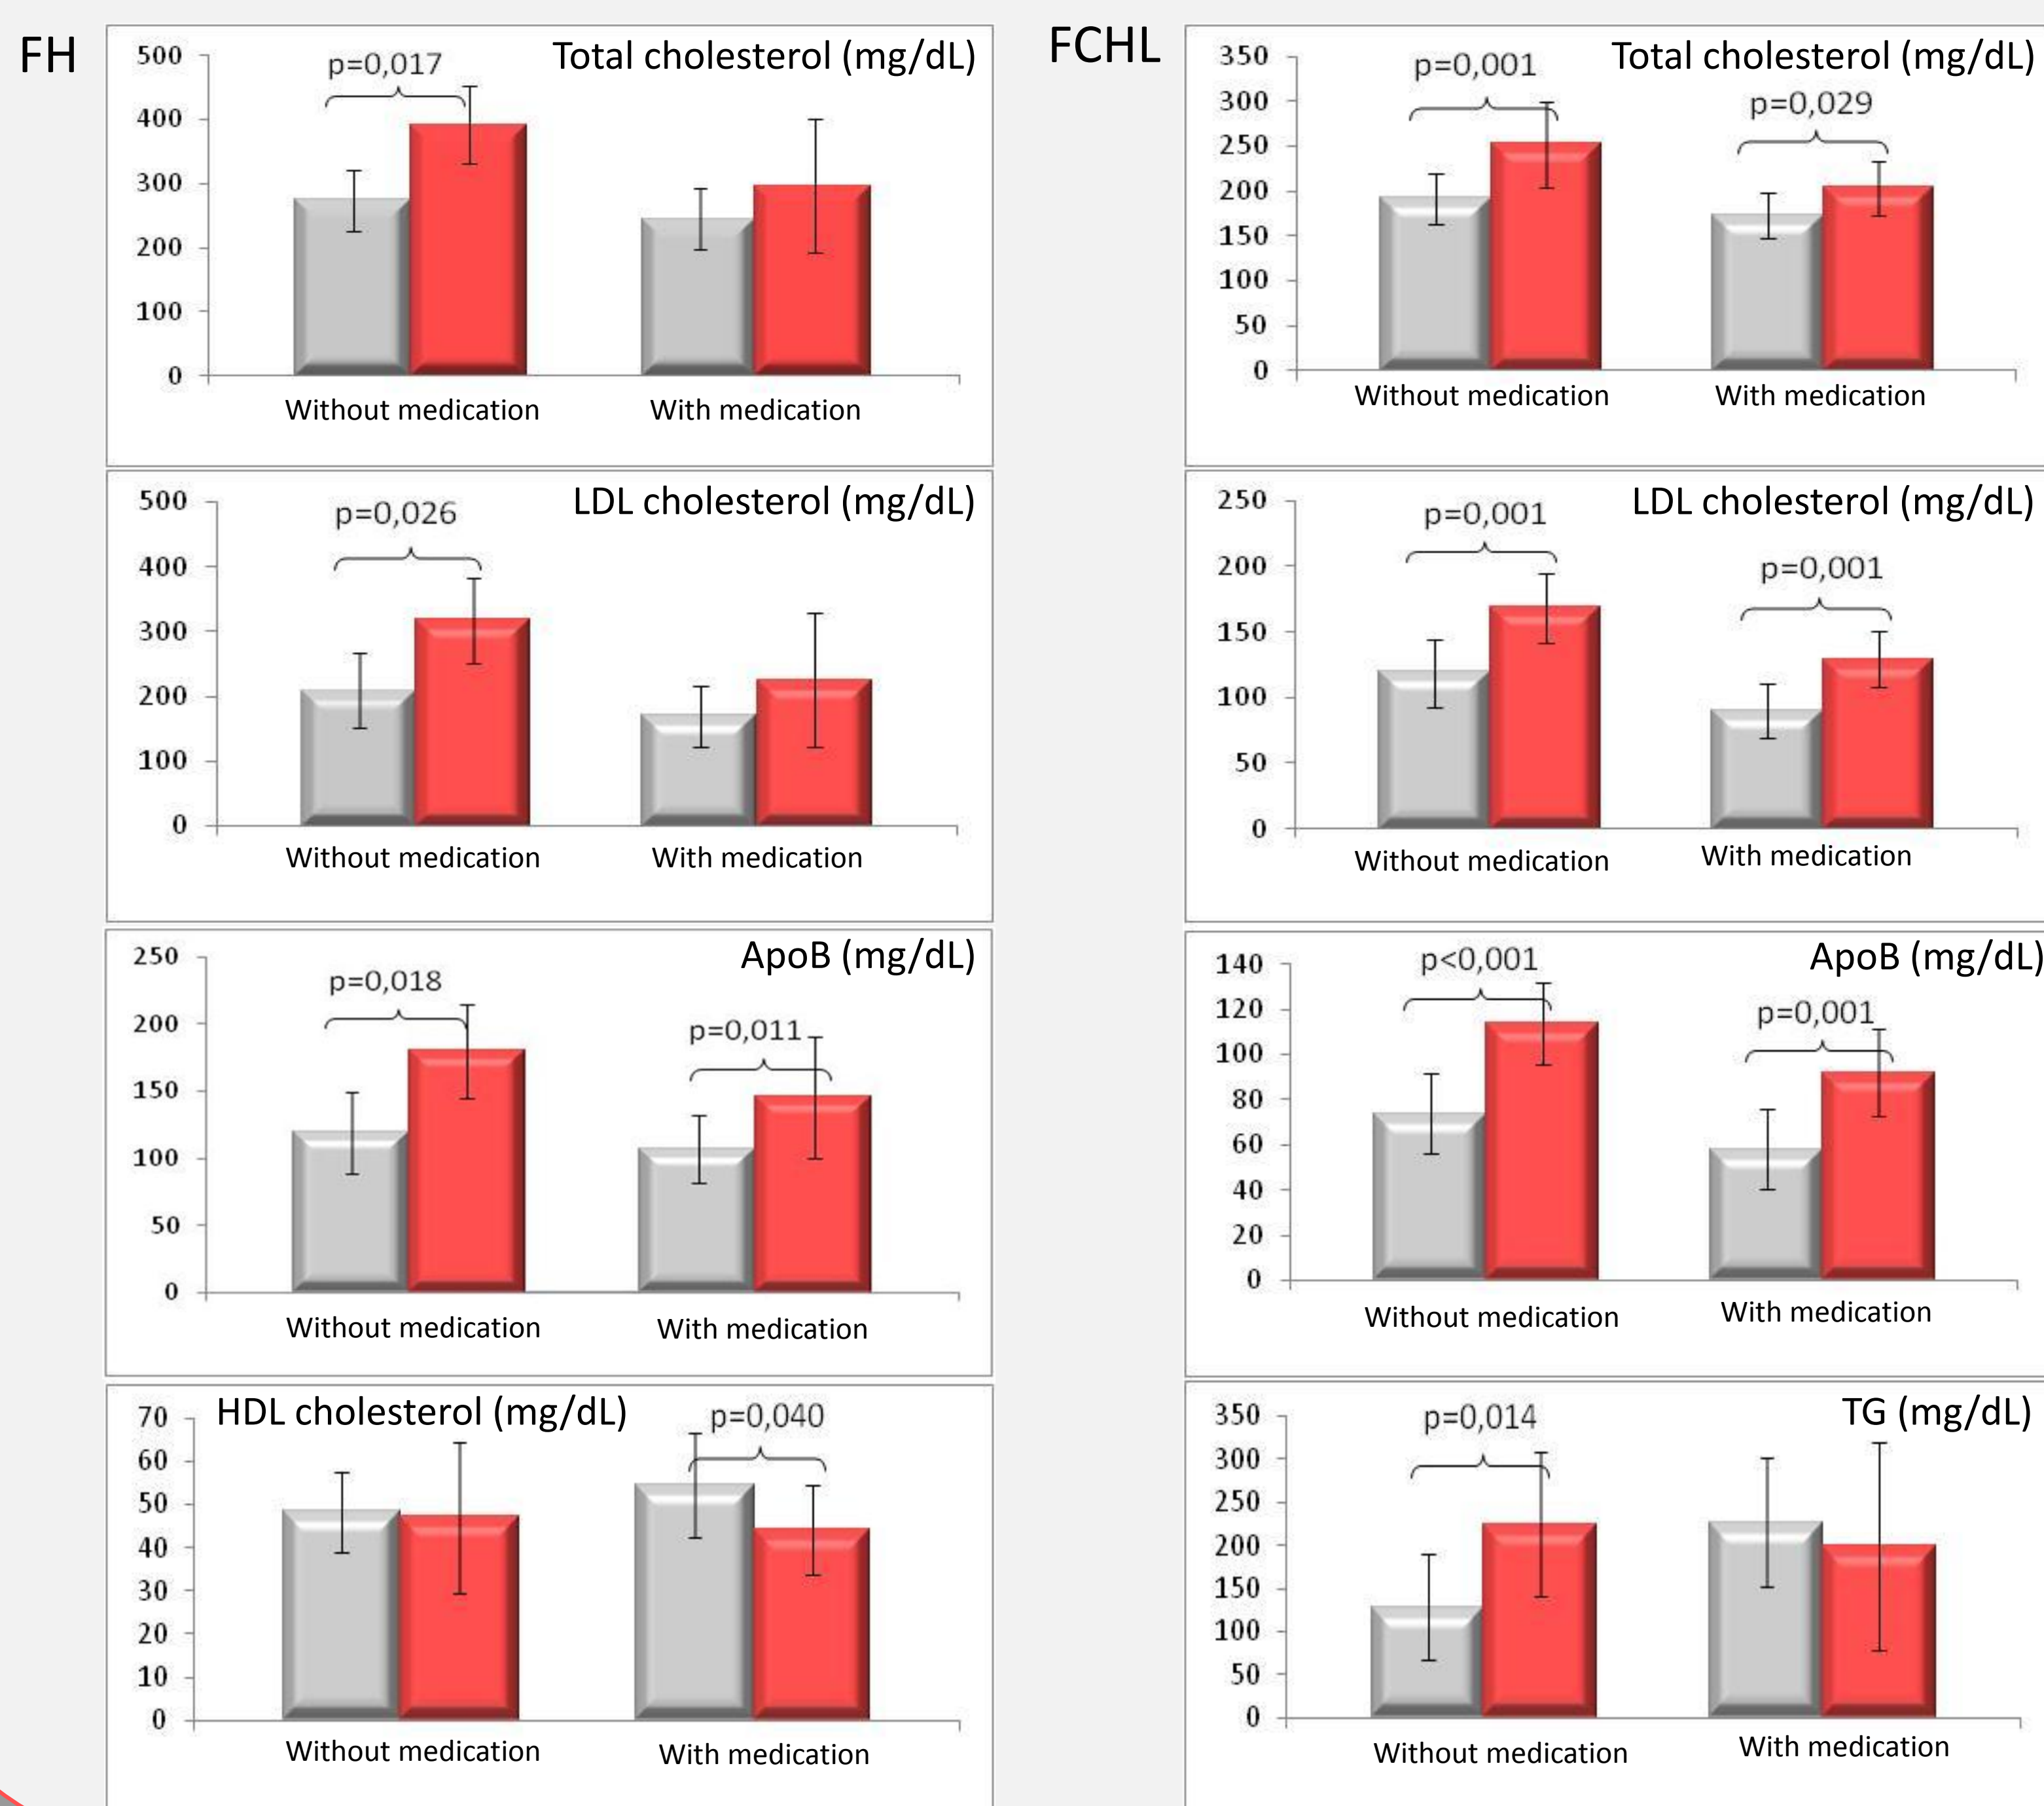 FH
Total cholesterol (mg/dL)
p=0,017
500
400
300
200
100
0
Without medication
With medication
LDL cholesterol (mg/dL)
p=0,026
500
400
300
200
100
0
Without medication
With medication
ApoB (mg/dL)
p=0,018
p=0,011
250
200
150
100
50
0
Without medication
With medication
HDL cholesterol (mg/dL)
p=0,040
70
60
50
40
30
20
10
0
Without medication
With medication
FCHL
Total cholesterol (mg/dL)
p=0,001
p=0,029
350
300
250
200
150
100
50
0
Without medication
With medication
LDL cholesterol (mg/dL)
p=0,001
p=0,001
250
200
150
100
50
0
Without medication
With medication
ApoB (mg/dL)
p<0,001
p=0,001
140
120
100
80
60
40
20
0
Without medication
With medication
TG (mg/dL)
p=0,014
350
300
250
200
150
100
50
0
Without medication
With medication